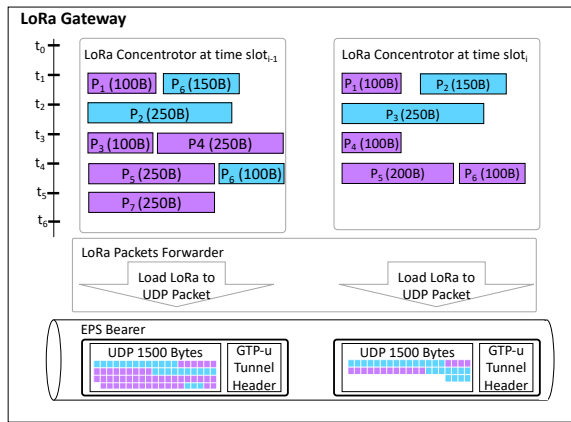 LoRa Gateway
t0
t1
t2
t3
t4
t5
t6
LoRa Concentrotor at time sloti-1
P1 (100B)
P6 (150B)
P2 (250B)
P3 (100B)
P4 (250B)
P5 (250B)
P6 (100B)
P7 (250B)
LoRa Concentrotor at time sloti
P1 (100B)
P2 (150B)
P3 (250B)
P4 (100B)
P5 (200B)
P6 (100B)
LoRa Packets Forwarder
Load LoRa to
UDP Packet
Load LoRa to
UDP Packet
EPS Bearer
UDP 1500 Bytes
GTP-u
Tunnel
Header
UDP 1500 Bytes
GTP-u
Tunnel
Header